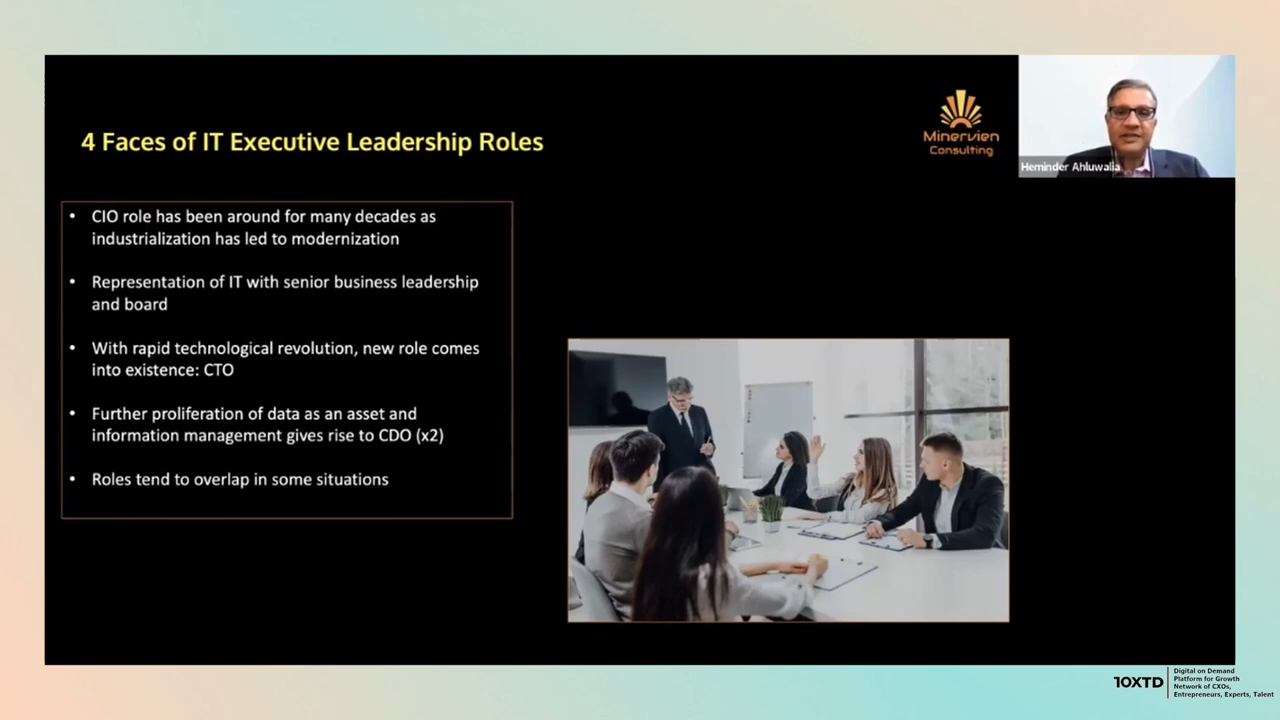 4 Faces of IT Executive Leadership Roles
Minervien
Consulting
Heminder Ahluwalia
• CIO role has been around for many decades as
industrialization has led to modernization
• Representation of IT with senior business leadership
and board
• With rapid technological revolution, new role comes
into existence: CTO
• Further proliferation of data as an asset and
information management gives rise to CDO (x2)
• Roles tend to overlap in some situations
10XTD
Digital on Demand
Platform for Growth
Network of CXOs,
Entrepreneurs, Experts, Talent